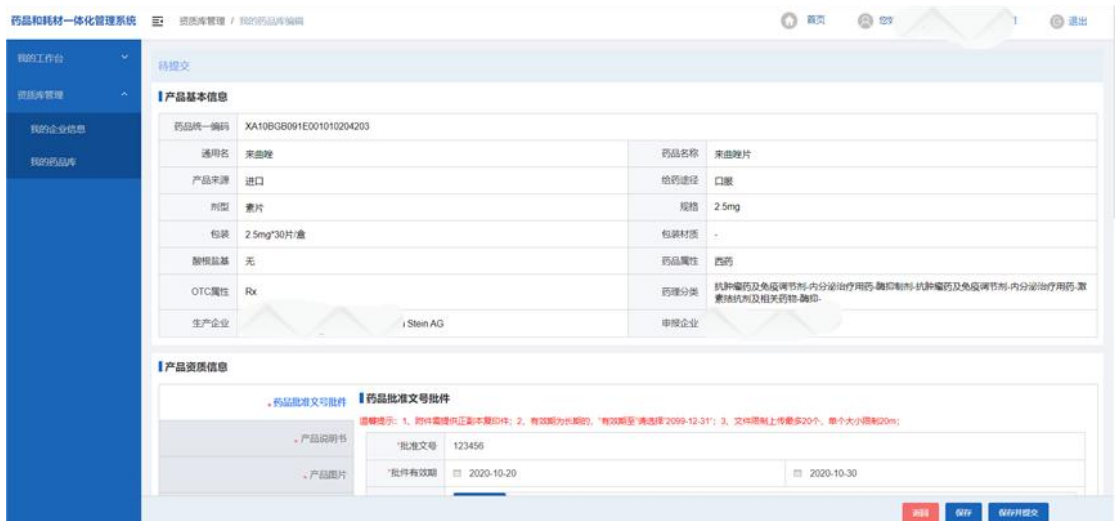 药品和耗材一体化管理系统
资质库管理 / 我的药品库编辑
首页
您好
退出
我的工作台
资质库管理
我的企业信息
我的药品库
待提交
产品基本信息
药品统一编码 XA10BGB091E001010204203
通用名 来曲唑 药品名称 来曲唑片
产品来源 进口 给药途径 口服
剂型 素片 规格 2.5mg
包装 2.5mg*30片/盒 包装材质 -
酸根盐基 无 药品属性 西药
OTC属性 Rx 药理分类 抗肿瘤药及免疫调节剂-内分泌治疗用药-酶抑制剂-抗肿瘤药及免疫调节剂-内分泌治疗用药-激
素拮抗剂及相关药物-酶抑-
生产企业 Stein AG 申报企业
产品资质信息
*药品批准文号批件
*产品说明书
*产品图片
药品批准文号批件
温馨提示：1、附件需提供正副本复印件；2、有效期为长期的，"有效期至"请选择'2099-12-31'；3、文件限制上传最多20个，单个大小限制20m；
*批准文号 123456
*批件有效期 2020-10-20 2020-10-30
返回 保存 保存并提交